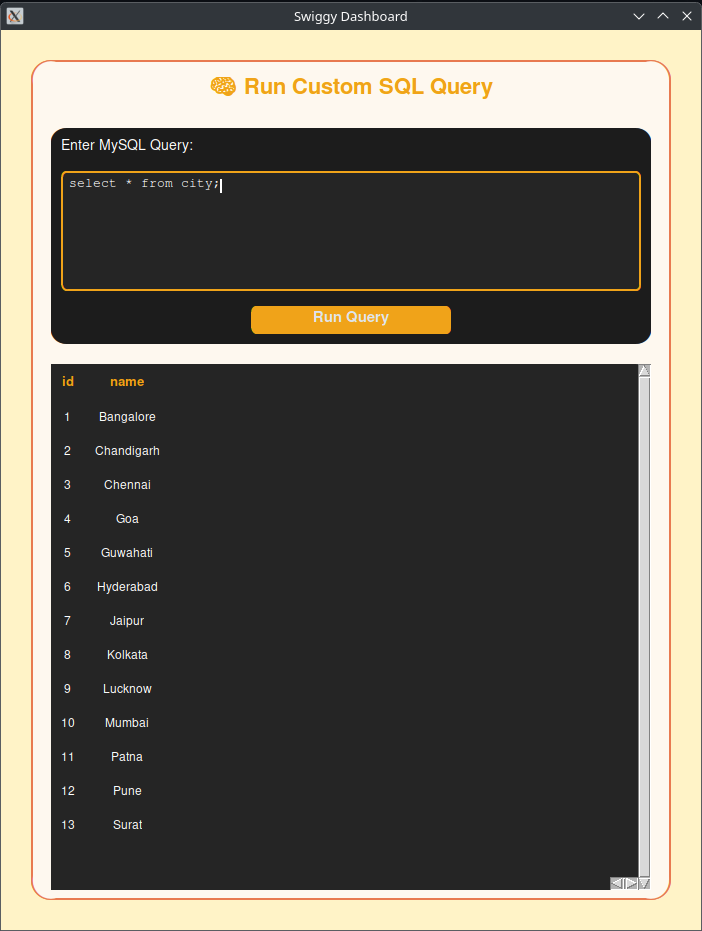 Swiggy Dashboard
Run Custom SQL Query
Enter MySQL Query:
select * from city;
Run Query
id name
1 Bangalore
2 Chandigarh
3 Chennai
4 Goa
5 Guwahati
6 Hyderabad
7 Jaipur
8 Kolkata
9 Lucknow
10 Mumbai
11 Patna
12 Pune
13 Surat